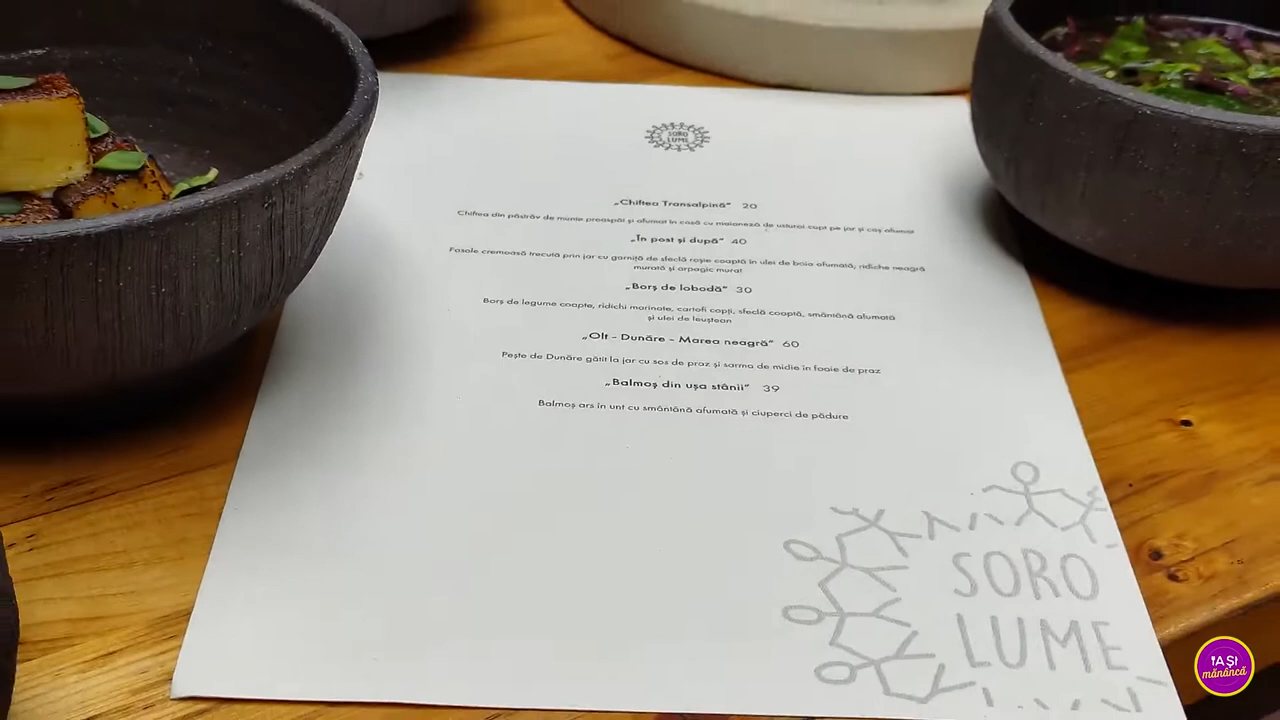 SORO
LUME
„Chiftea Transalpină” 20
Chiftea din păstrăv de munte proaspăt și afumat în casă cu maioneză de usturoi copt pe jar și caș afumat
„În post și după” 40
Fasole cremoasă trecută prin jar cu garniță de sfeclă roșie coaptă în ulei de boia afumată, ridiche neagră
murată și arpagic murat
„Borș de lobodă” 30
Borș de legume coapte, ridichi marinate, cartofi copți, sfeclă coaptă, smântână afumată
și ulei de leuștean
„Olt - Dunăre - Marea neagră” 60
Pește de Dunăre gătit la jar cu sos de praz și sarma de midie în foaie de praz
„Balmoș din ușa stânii” 39
Balmoș ars în unt cu smântână afumată și ciuperci de pădure
SORO
LUME
IAȘI
mănâncă